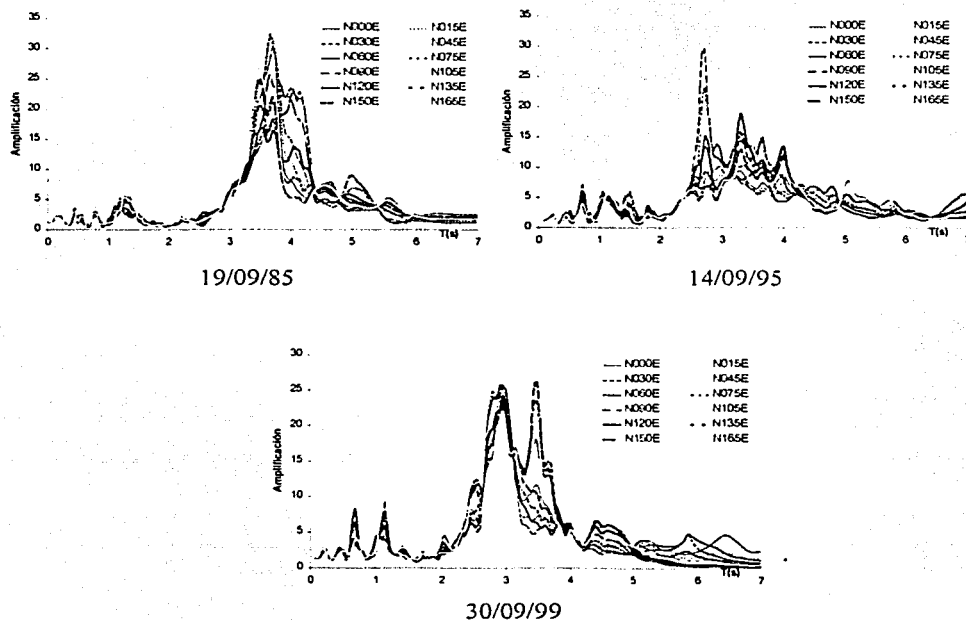 35
30
25
20
15
10
5
0
Amplificación
N000E N015E
N030E N045E
N060E N075E
N090E N105E
N120E N135E
N150E N165E
T(s)
0 1 2 3 4 5 6 7
19/09/85
35
30
25
20
15
10
5
0
Amplificación
N000E N015E
N030E N045E
N060E N075E
N090E N105E
N120E N135E
N150E N165E
T(s)
0 1 2 3 4 5 6 7
14/09/95
30
25
20
15
10
5
0
Amplificación
N000E N015E
N030E N045E
N060E N075E
N090E N105E
N120E N135E
N150E N165E
T(s)
0 1 2 3 4 5 6 7
30/09/99